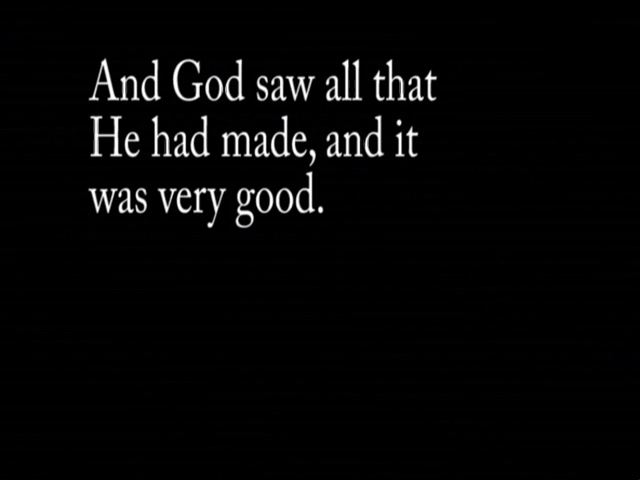 And God saw all that
He had made, and it
was very good.